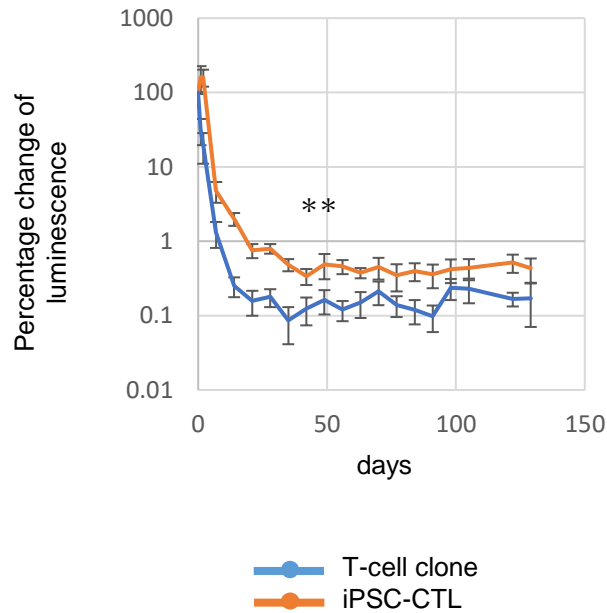 1000
100
10
1
0.1
0.01
Percentage change of
luminescence
**
0 50 100 150
days
T-cell clone
iPSC-CTL